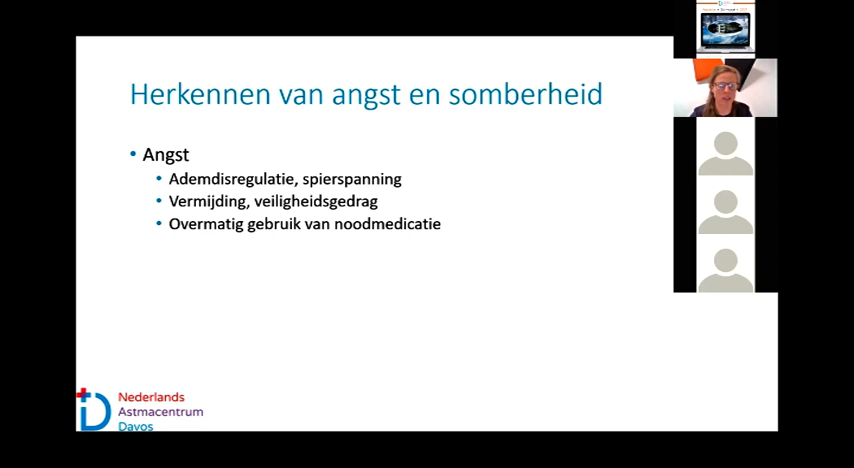 Herkennen van angst en somberheid
• Angst
• Ademdisregulatie, spierspanning
• Vermijding, veiligheidsgedrag
• Overmatig gebruik van noodmedicatie
Nederlands
Astmacentrum
Davos